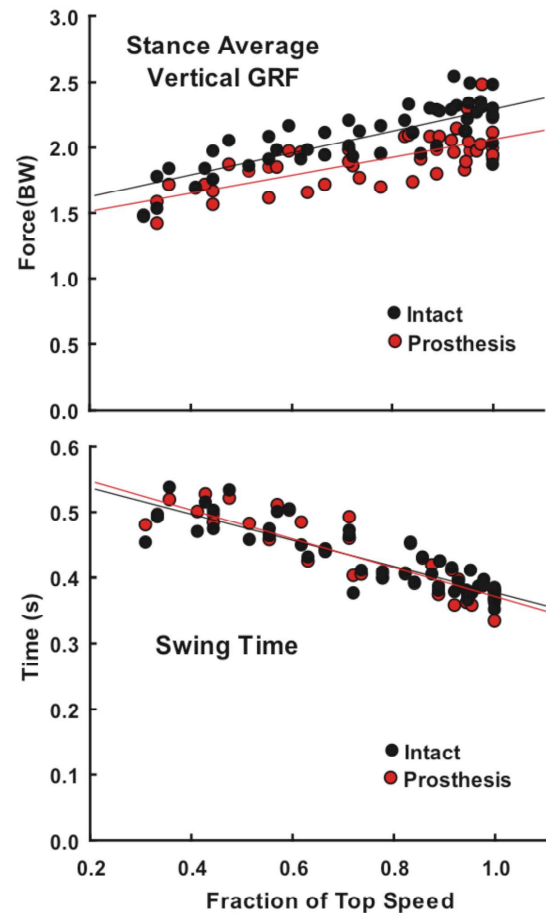 Stance Average
Vertical GRF
3.0
2.5
2.0
1.5
1.0
0.5
0.0
Force(BW)
Intact
Prosthesis
0.6
0.5
0.4
0.3
0.2
0.1
0.0
Time (s)
Swing Time
Intact
Prosthesis
0.2
0.4
0.6
0.8
1.0
Fraction of Top Speed